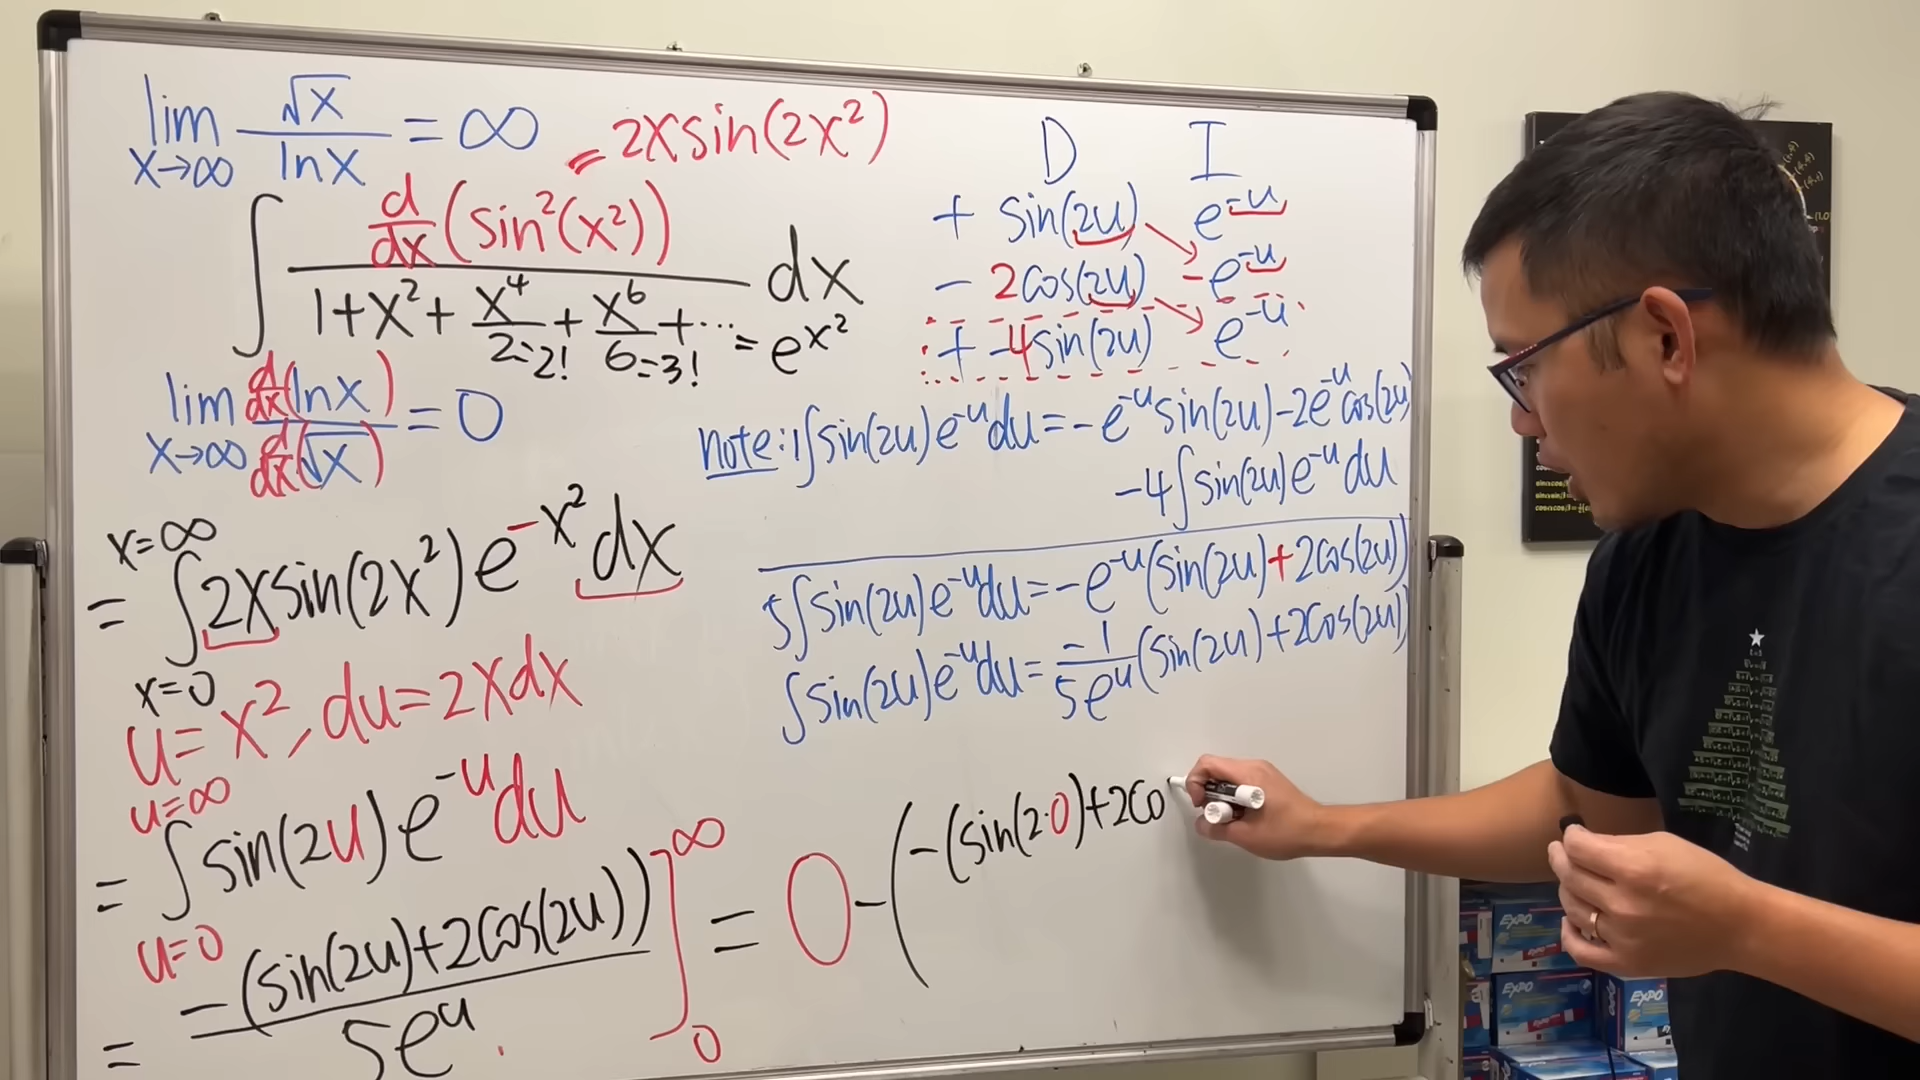 lim x→∞ √x / ln x = ∞
= 2x sin(2x²)
∫ d/dx (sin²(x²)) / (1+x²+ x⁴/2=2! + x⁶/6=3! +⋯ = e^x²) dx
lim x→∞ d/dx(ln x) / d/dx(√x) = 0
x=∞
= ∫ 2x sin(2x²) e^-x² dx
x=0
u = x², du = 2x dx
u=∞
= ∫ sin(2u) e^-u du
u=0
= -(sin(2u)+2cos(2u)) / 5e^u ]₀^∞ = 0 - ( -(sin(2·0)+2co
D I
+ sin(2u) e^-u
- 2cos(2u) -e^-u
+ -4sin(2u) e^-u
note: 1∫sin(2u)e^-u du = -e^-u sin(2u) -2e^-u cos(2u)
-4∫sin(2u)e^-u du
5∫sin(2u)e^-u du = -e^-u (sin(2u)+2cos(2u))
∫sin(2u)e^-u du = -1/5e^u (sin(2u)+2cos(2u))
EXPO
EXPO
EXPO